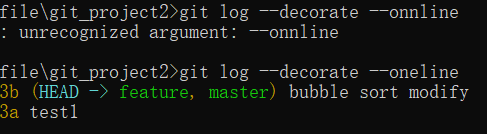 file\git_project2>git log --decorate --onnline
: unrecognized argument: --onnline
file\git_project2>git log --decorate --oneline
3b (HEAD -> feature, master) bubble sort modify
3a test1